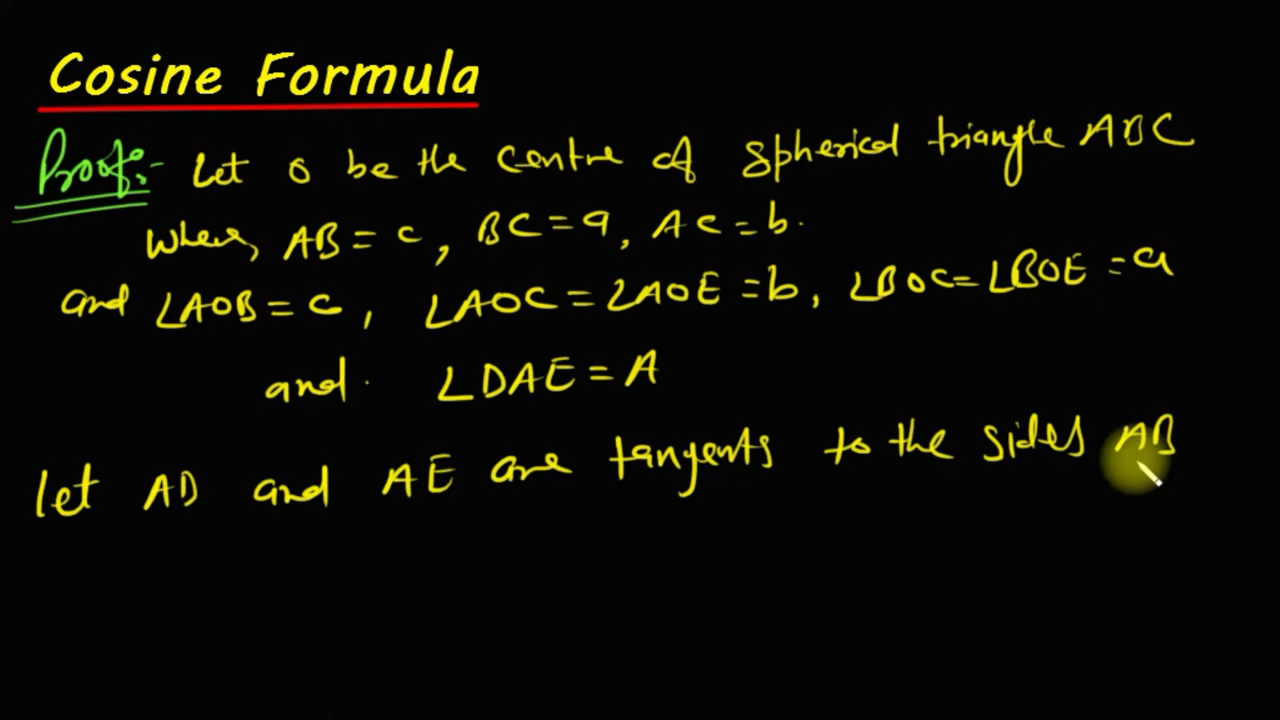 Cosine Formula
Proof:- Let O be the centre of spherical triangle ABC
where, AB = c, BC = a, AC = b.
and ∠AOB = c, ∠AOC = ∠AOE = b, ∠BOC = ∠BOE = a
and. ∠DAE = A
Let AD and AE are tangents to the sides AB